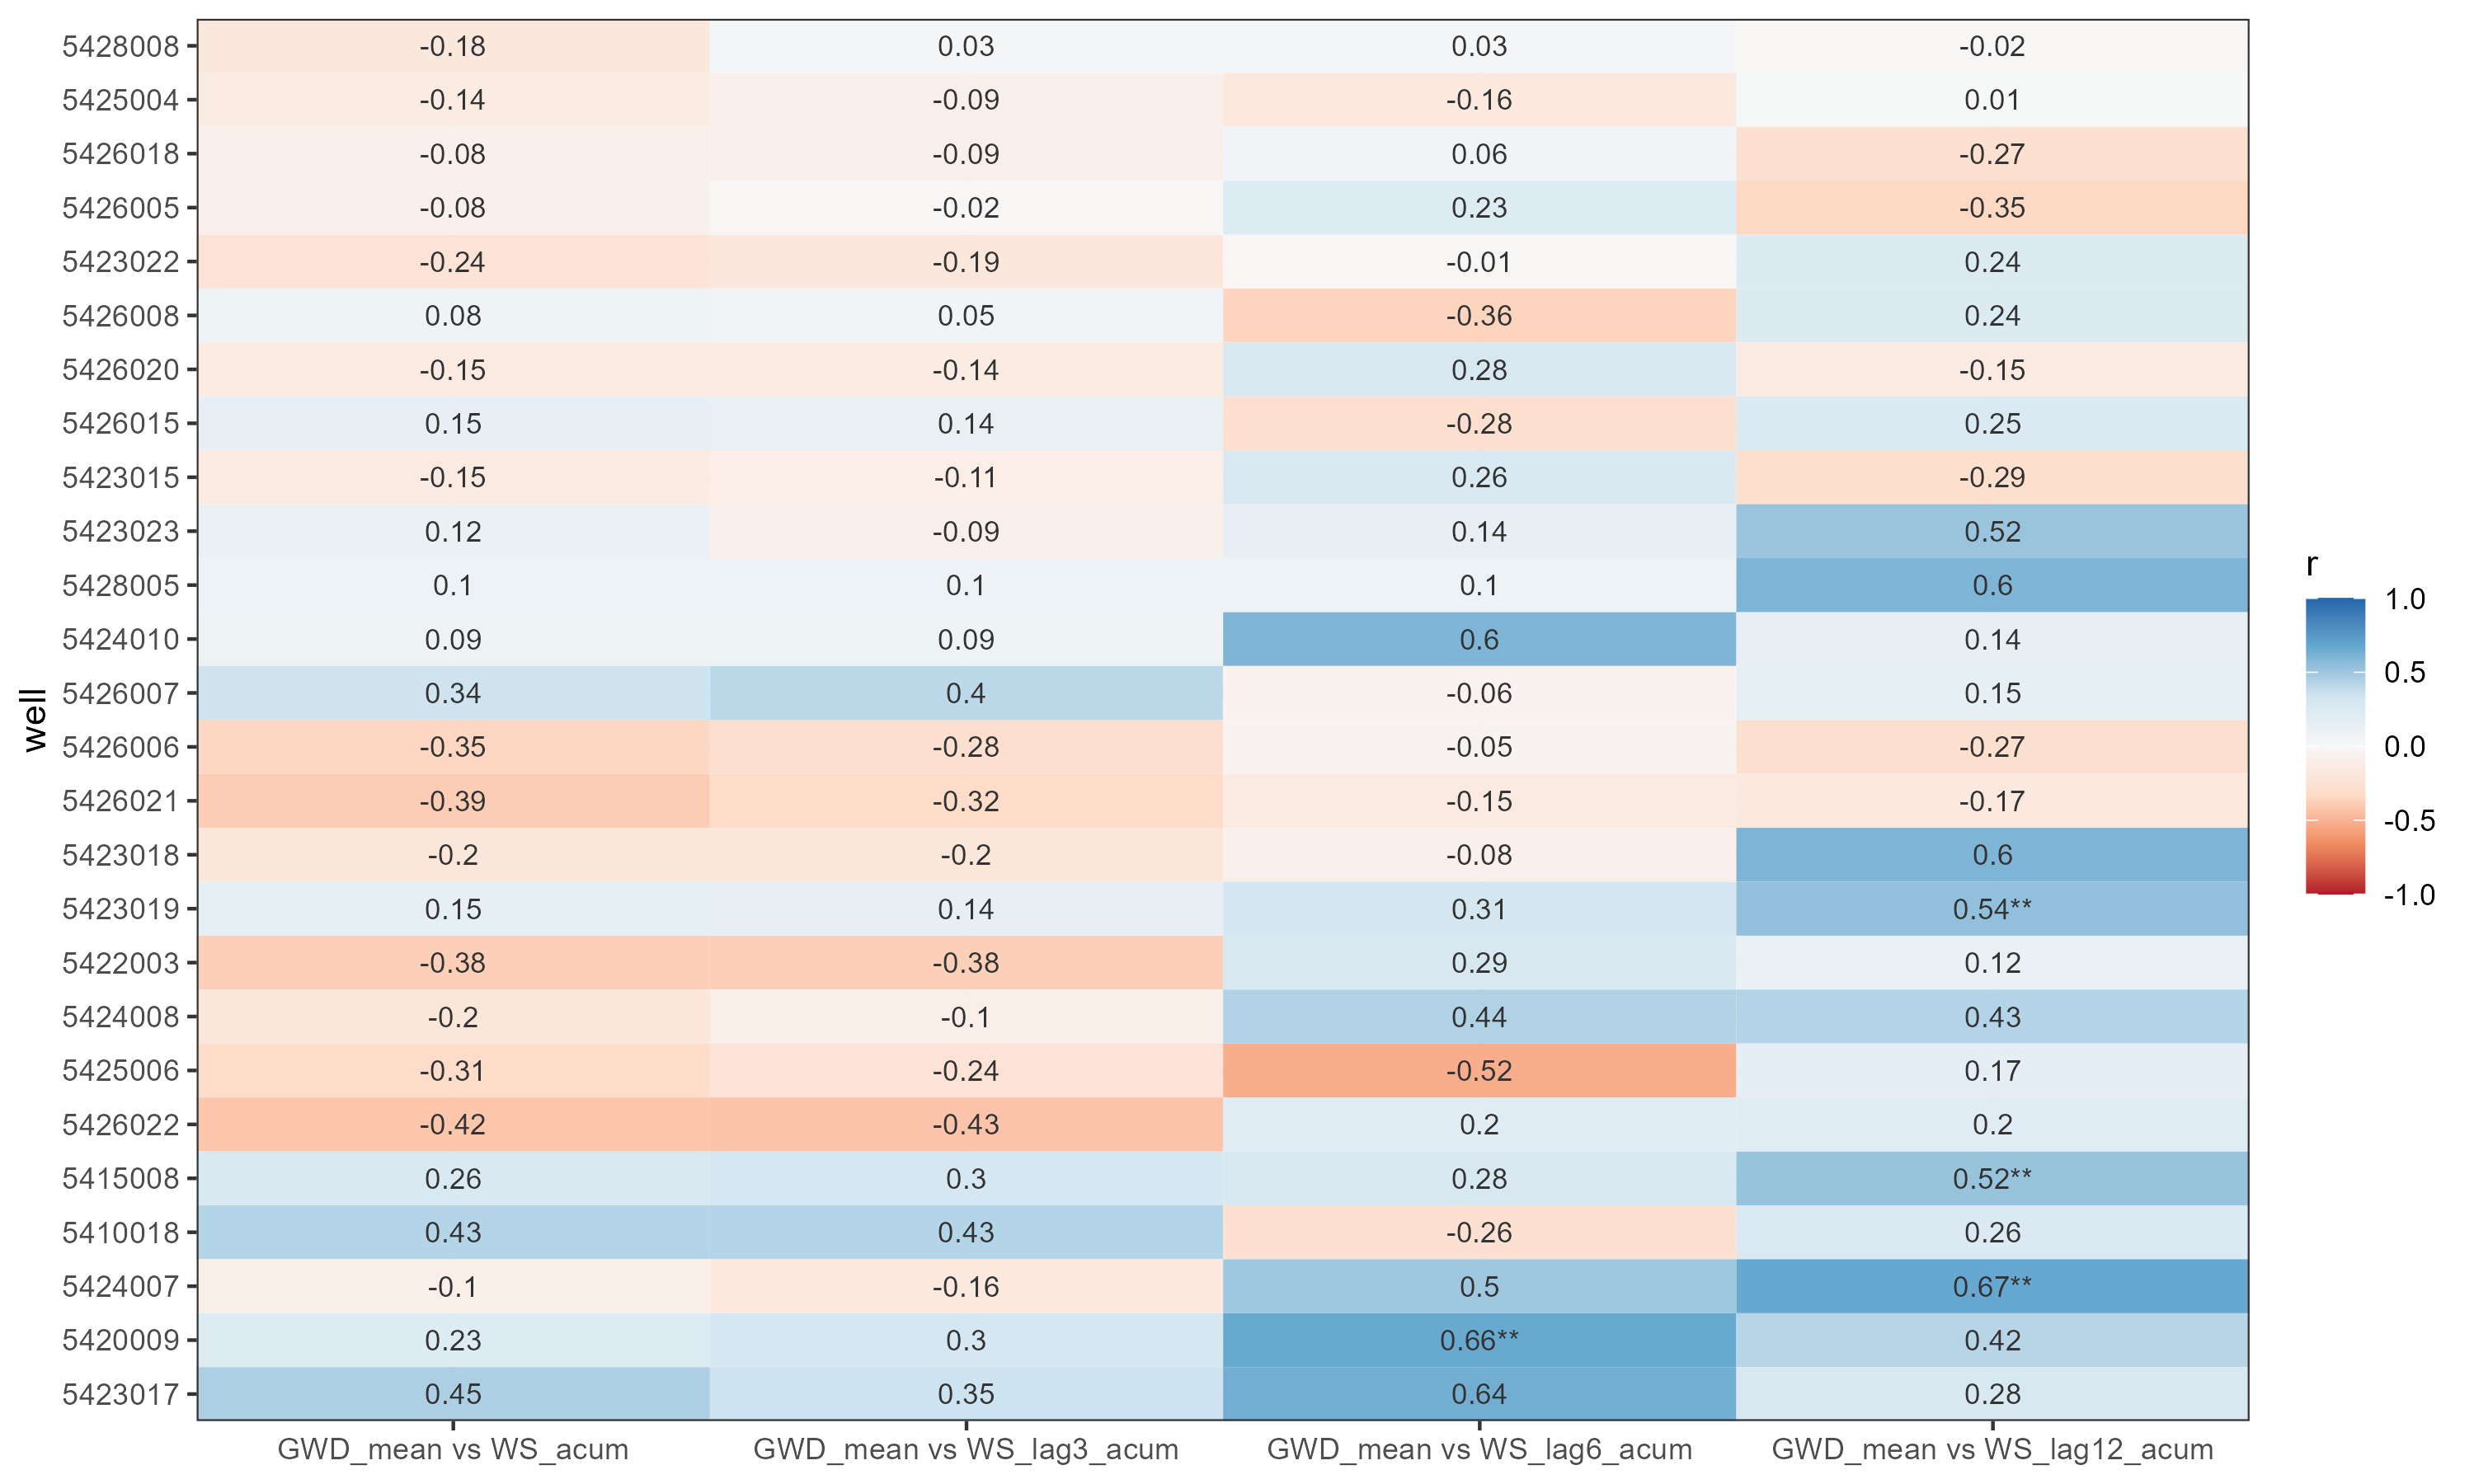 5428008 -0.18 0.03 0.03 -0.02
5425004 -0.14 -0.09 -0.16 0.01
5426018 -0.08 -0.09 0.06 -0.27
5426005 -0.08 -0.02 0.23 -0.35
5423022 -0.24 -0.19 -0.01 0.24
5426008 0.08 0.05 -0.36 0.24
5426020 -0.15 -0.14 0.28 -0.15
5426015 0.15 0.14 -0.28 0.25
5423015 -0.15 -0.11 0.26 -0.29
5423023 0.12 -0.09 0.14 0.52
5428005 0.1 0.1 0.1 0.6
5424010 0.09 0.09 0.6 0.14
5426007 0.34 0.4 -0.06 0.15
5426006 -0.35 -0.28 -0.05 -0.27
5426021 -0.39 -0.32 -0.15 -0.17
5423018 -0.2 -0.2 -0.08 0.6
5423019 0.15 0.14 0.31 0.54**
5422003 -0.38 -0.38 0.29 0.12
5424008 -0.2 -0.1 0.44 0.43
5425006 -0.31 -0.24 -0.52 0.17
5426022 -0.42 -0.43 0.2 0.2
5415008 0.26 0.3 0.28 0.52**
5410018 0.43 0.43 -0.26 0.26
5424007 -0.1 -0.16 0.5 0.67**
5420009 0.23 0.3 0.66** 0.42
5423017 0.45 0.35 0.64 0.28
GWD_mean vs WS_acum GWD_mean vs WS_lag3_acum GWD_mean vs WS_lag6_acum GWD_mean vs WS_lag12_acum
well
r
1.0
0.5
0.0
-0.5
-1.0